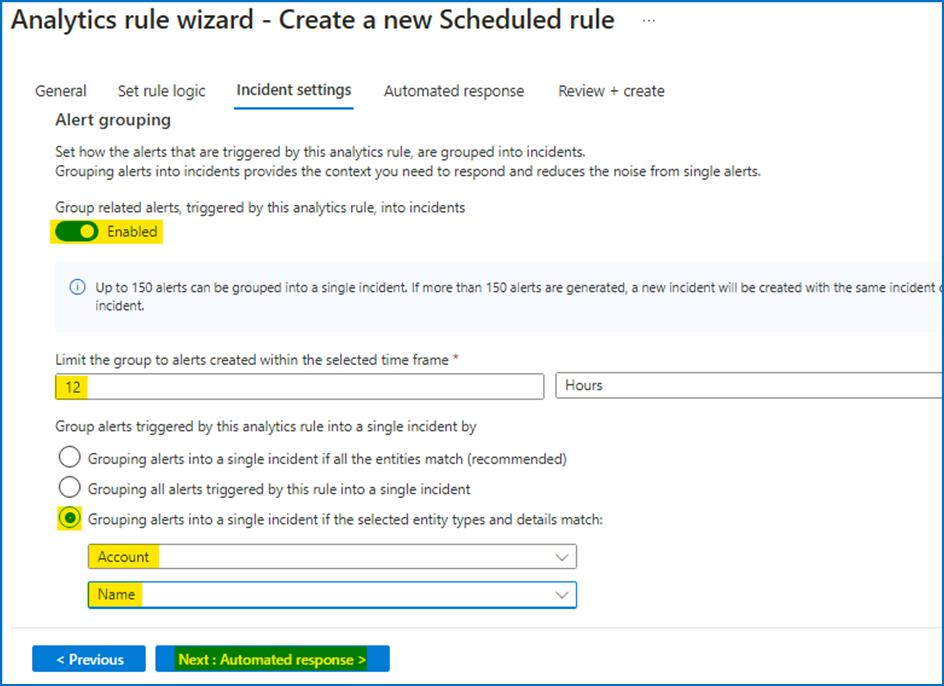 Analytics rule wizard - Create a new Scheduled rule ...
General Set rule logic Incident settings Automated response Review + create
Alert grouping
Set how the alerts that are triggered by this analytics rule, are grouped into incidents.
Grouping alerts into incidents provides the context you need to respond and reduces the noise from single alerts.
Group related alerts, triggered by this analytics rule, into incidents
Enabled
Up to 150 alerts can be grouped into a single incident. If more than 150 alerts are generated, a new incident will be created with the same incident
incident.
Limit the group to alerts created within the selected time frame *
12 Hours
Group alerts triggered by this analytics rule into a single incident by
Grouping alerts into a single incident if all the entities match (recommended)
Grouping all alerts triggered by this rule into a single incident
Grouping alerts into a single incident if the selected entity types and details match:
Account
Name
< Previous Next : Automated response >